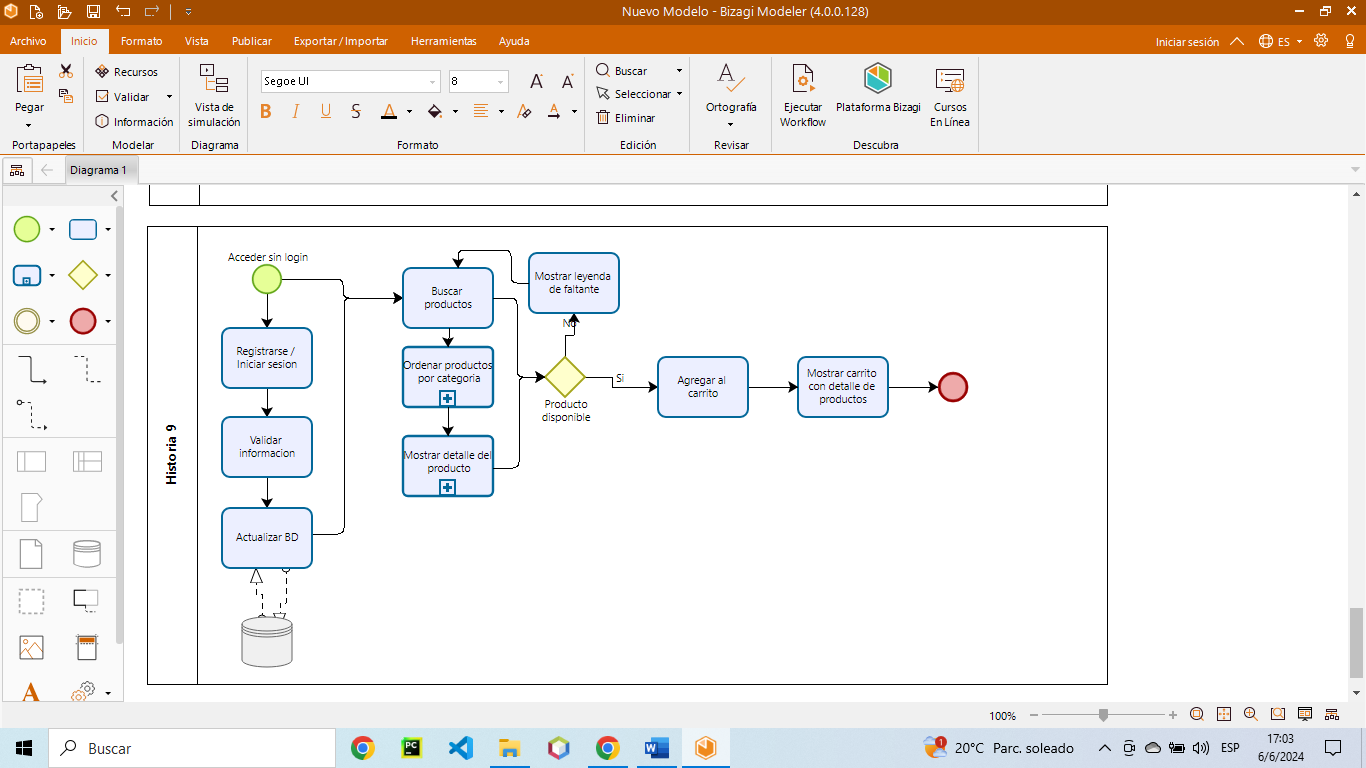 Nuevo Modelo - Bizagi Modeler (4.0.0.128)
Archivo
Inicio
Formato
Vista
Publicar
Exportar / Importar
Herramientas
Ayuda
Iniciar sesión
ES
Pegar
Portapapeles
Recursos
Validar
Información
Modelar
Vista de
simulación
Diagrama
Segoe UI
8
A
A
B
I
U
S
A
A
Formato
Buscar
Seleccionar
Eliminar
Edición
Ortografía
Revisar
Ejecutar
Workflow
Plataforma Bizagi
Cursos
En Línea
Descubra
Diagrama 1
Historia 9
Acceder sin login
Registrarse /
Iniciar sesion
Validar
informacion
Actualizar BD
Buscar
productos
Ordenar productos
por categoria
Mostrar detalle del
producto
Mostrar leyenda
de faltante
No
Producto
disponible
Si
Agregar al
carrito
Mostrar carrito
con detalle de
productos
A
100%
Buscar
PC
W
1
20°C Parc. soleado
ESP
17:03
6/6/2024